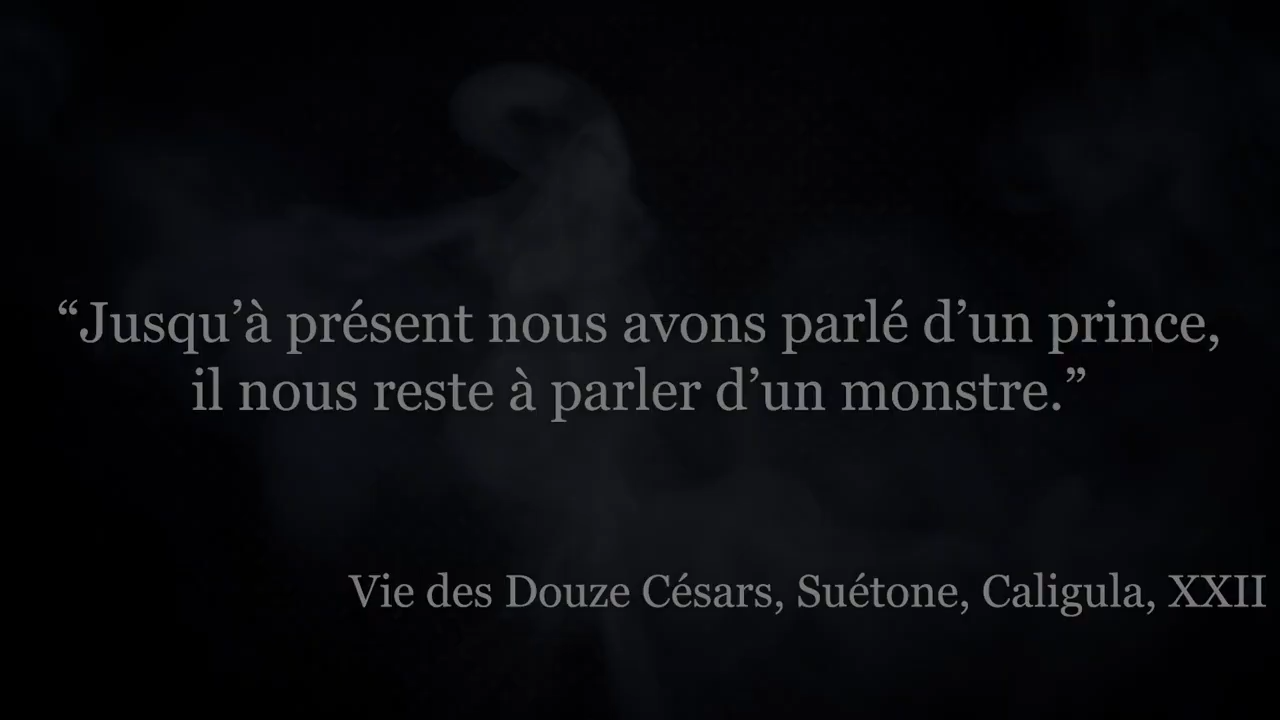 “Jusqu’à présent nous avons parlé d’un prince,
il nous reste à parler d’un monstre.”
Vie des Douze Césars, Suétone, Caligula, XXII